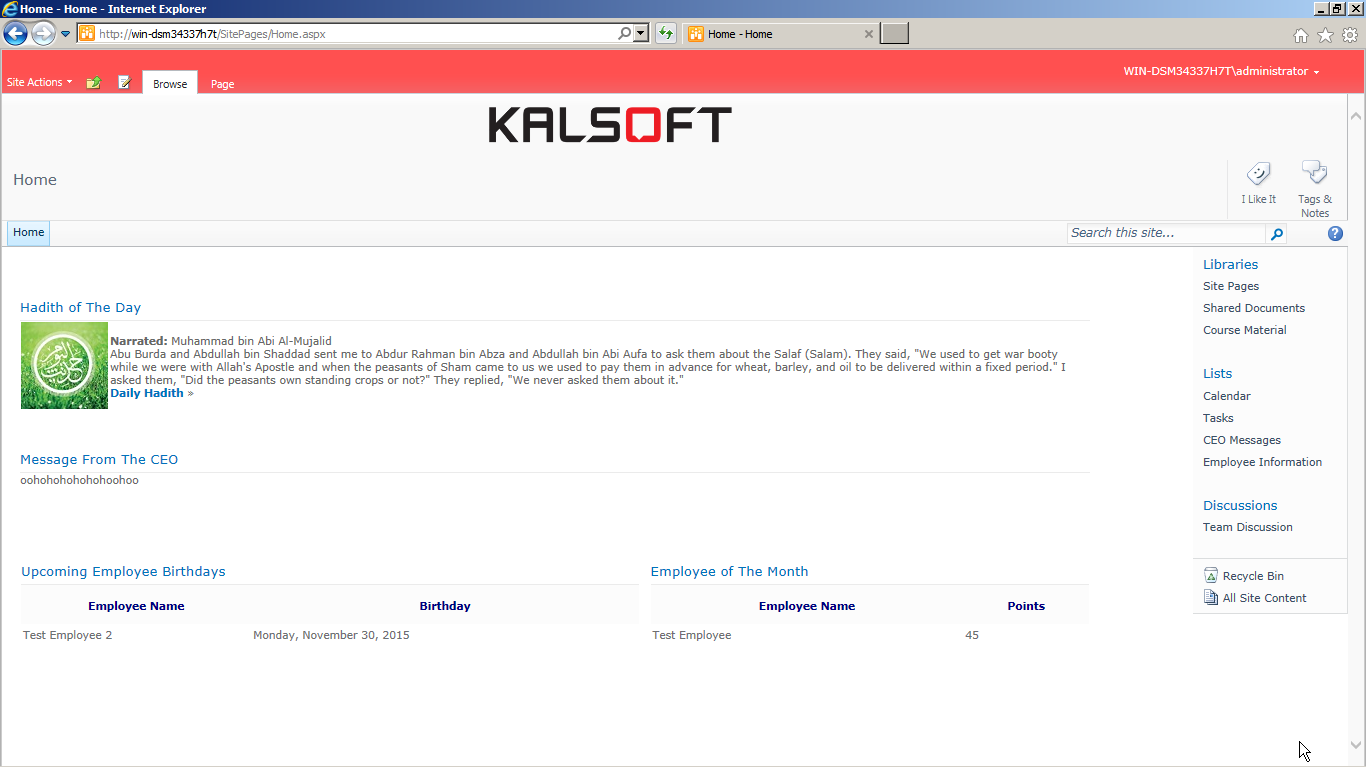 Home - Home - Internet Explorer
http://win-dsm34337h7t/SitePages/Home.aspx
Home - Home
Site Actions
Browse
Page
WIN-DSM34337H7T\administrator
KALSOFT
Home
I Like It
Tags &
Notes
Home
Search this site...
Hadith of The Day
Narrated: Muhammad bin Abi Al-Mujalid
Abu Burda and Abdullah bin Shaddad sent me to Abdur Rahman bin Abza and Abdullah bin Abi Aufa to ask them about the Salaf (Salam). They said, "We used to get war booty
while we were with Allah's Apostle and when the peasants of Sham came to us we used to pay them in advance for wheat, barley, and oil to be delivered within a fixed period." I
asked them, "Did the peasants own standing crops or not?" They replied, "We never asked them about it."
Daily Hadith »
Message From The CEO
oohohohohohohoohoo
Upcoming Employee Birthdays
Employee Name Birthday
Test Employee 2 Monday, November 30, 2015
Employee of The Month
Employee Name Points
Test Employee 45
Libraries
Site Pages
Shared Documents
Course Material
Lists
Calendar
Tasks
CEO Messages
Employee Information
Discussions
Team Discussion
Recycle Bin
All Site Content